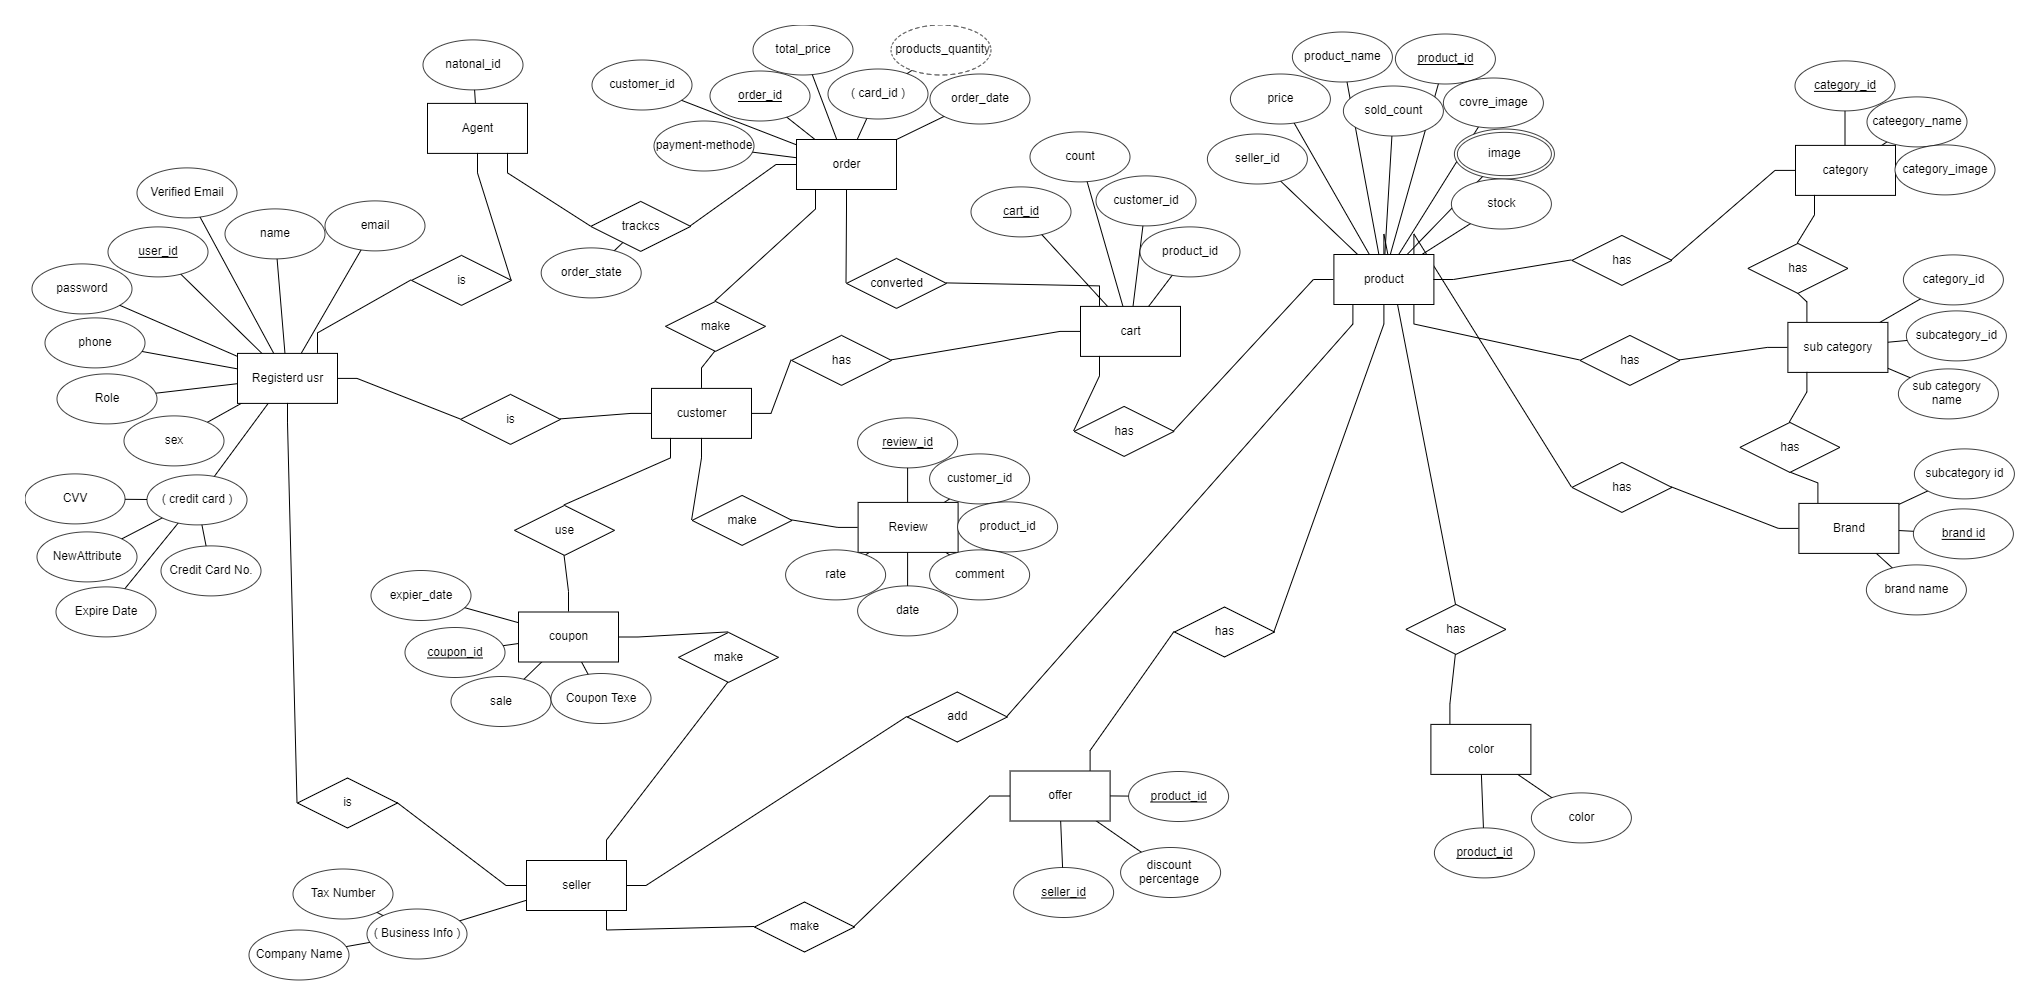 natonal_id
Agent
customer_id
total_price
products_quantity
order_id
( card_id )
order_date
payment-methode
order
trackcs
order_state
converted
make
Verified Email
name
email
user_id
password
phone
Role
sex
Registerd usr
is
is
( credit card )
CVV
NewAttribute
Credit Card No.
Expire Date
customer
has
count
cart_id
customer_id
product_id
cart
has
product_name
product_id
price
sold_count
covre_image
image
seller_id
stock
product
has
has
has
category_id
cateegory_name
category_image
category
has
category_id
subcategory_id
sub category
name
sub category
has
subcategory id
brand id
brand name
Brand
make
review_id
customer_id
product_id
Review
rate
comment
date
use
expier_date
coupon_id
sale
Coupon Texe
coupon
make
add
has
has
color
color
product_id
offer
product_id
discount
percentage
seller_id
is
seller
make
Tax Number
( Business Info )
Company Name